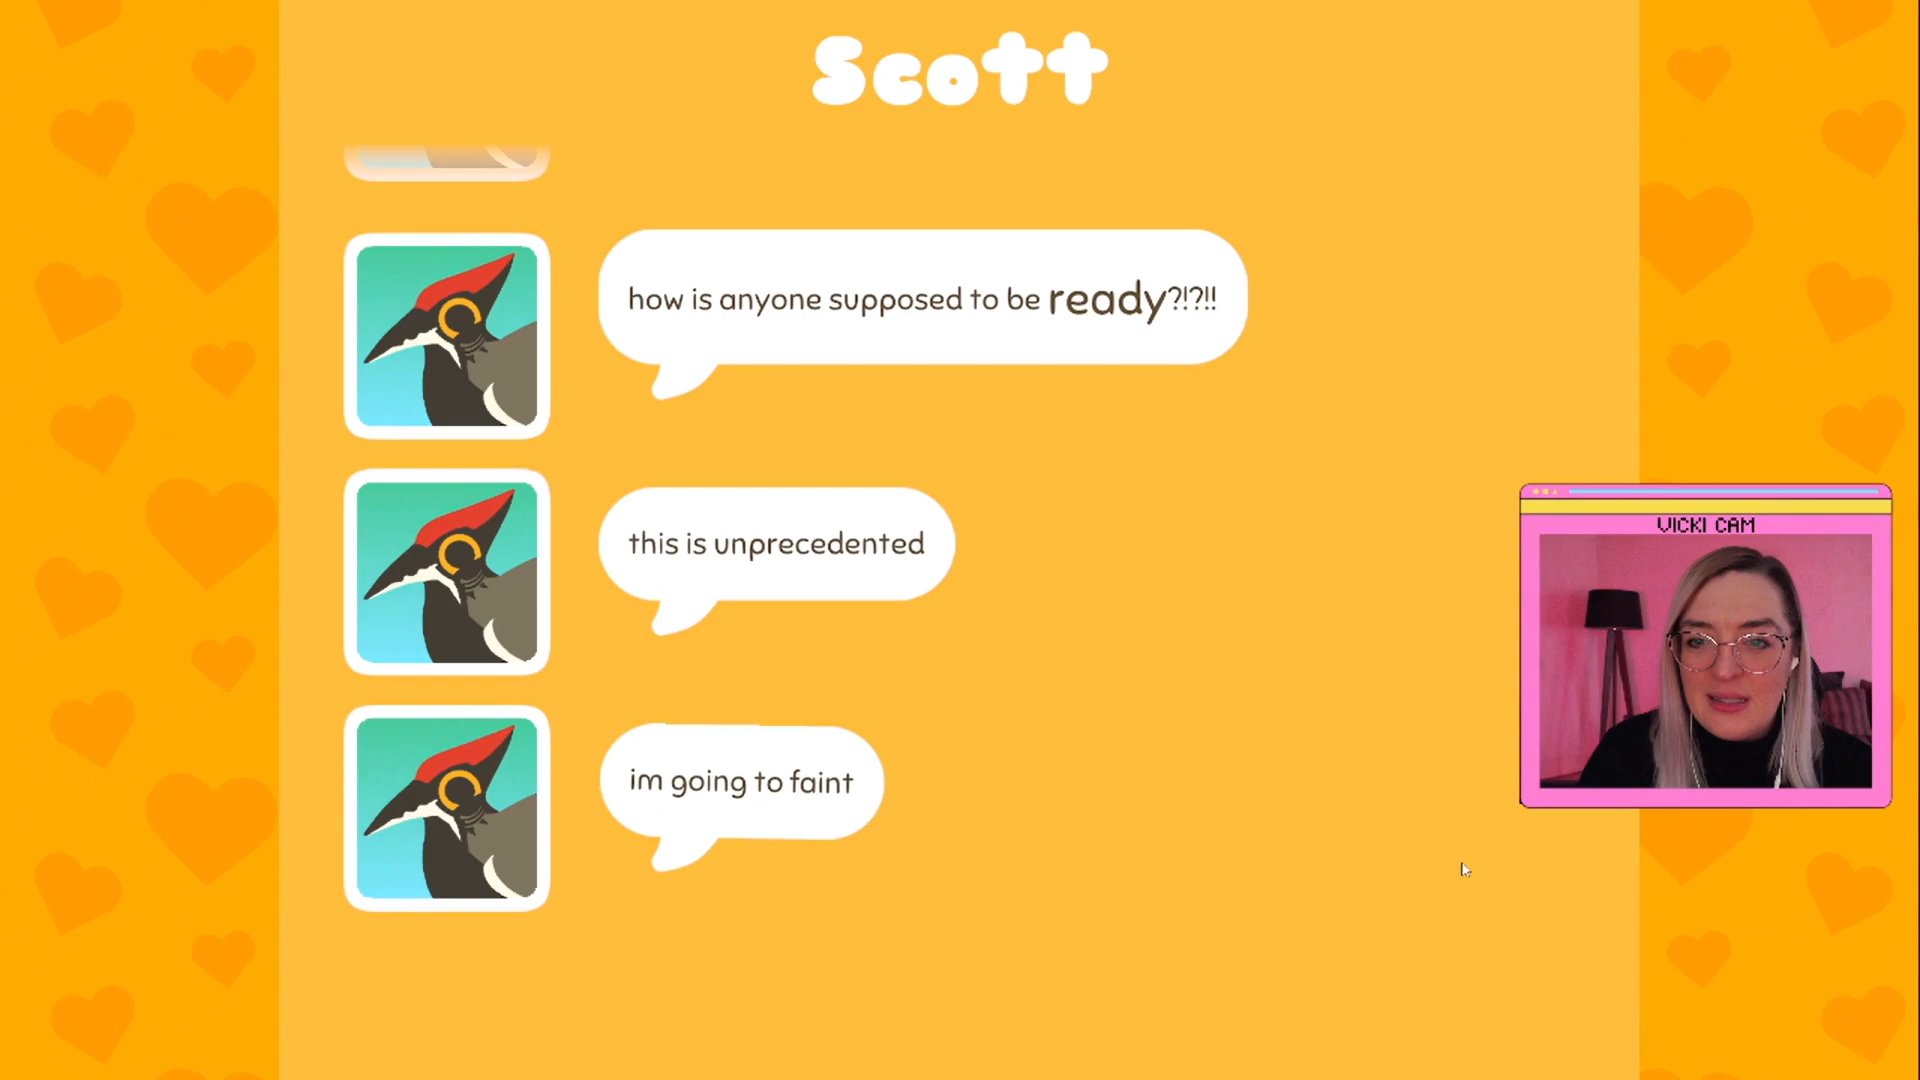 Scott
how is anyone supposed to be ready?!?!!
this is unprecedented
im going to faint
VICKI CAM